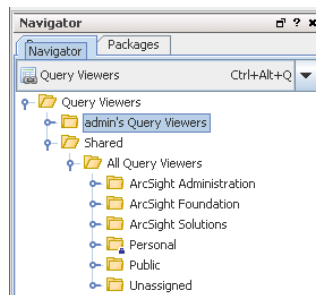 Navigator
Navigator Packages
Query Viewers Ctrl+Alt+Q
Query Viewers
admin's Query Viewers
Shared
All Query Viewers
ArcSight Administration
ArcSight Foundation
ArcSight Solutions
Personal
Public
Unassigned